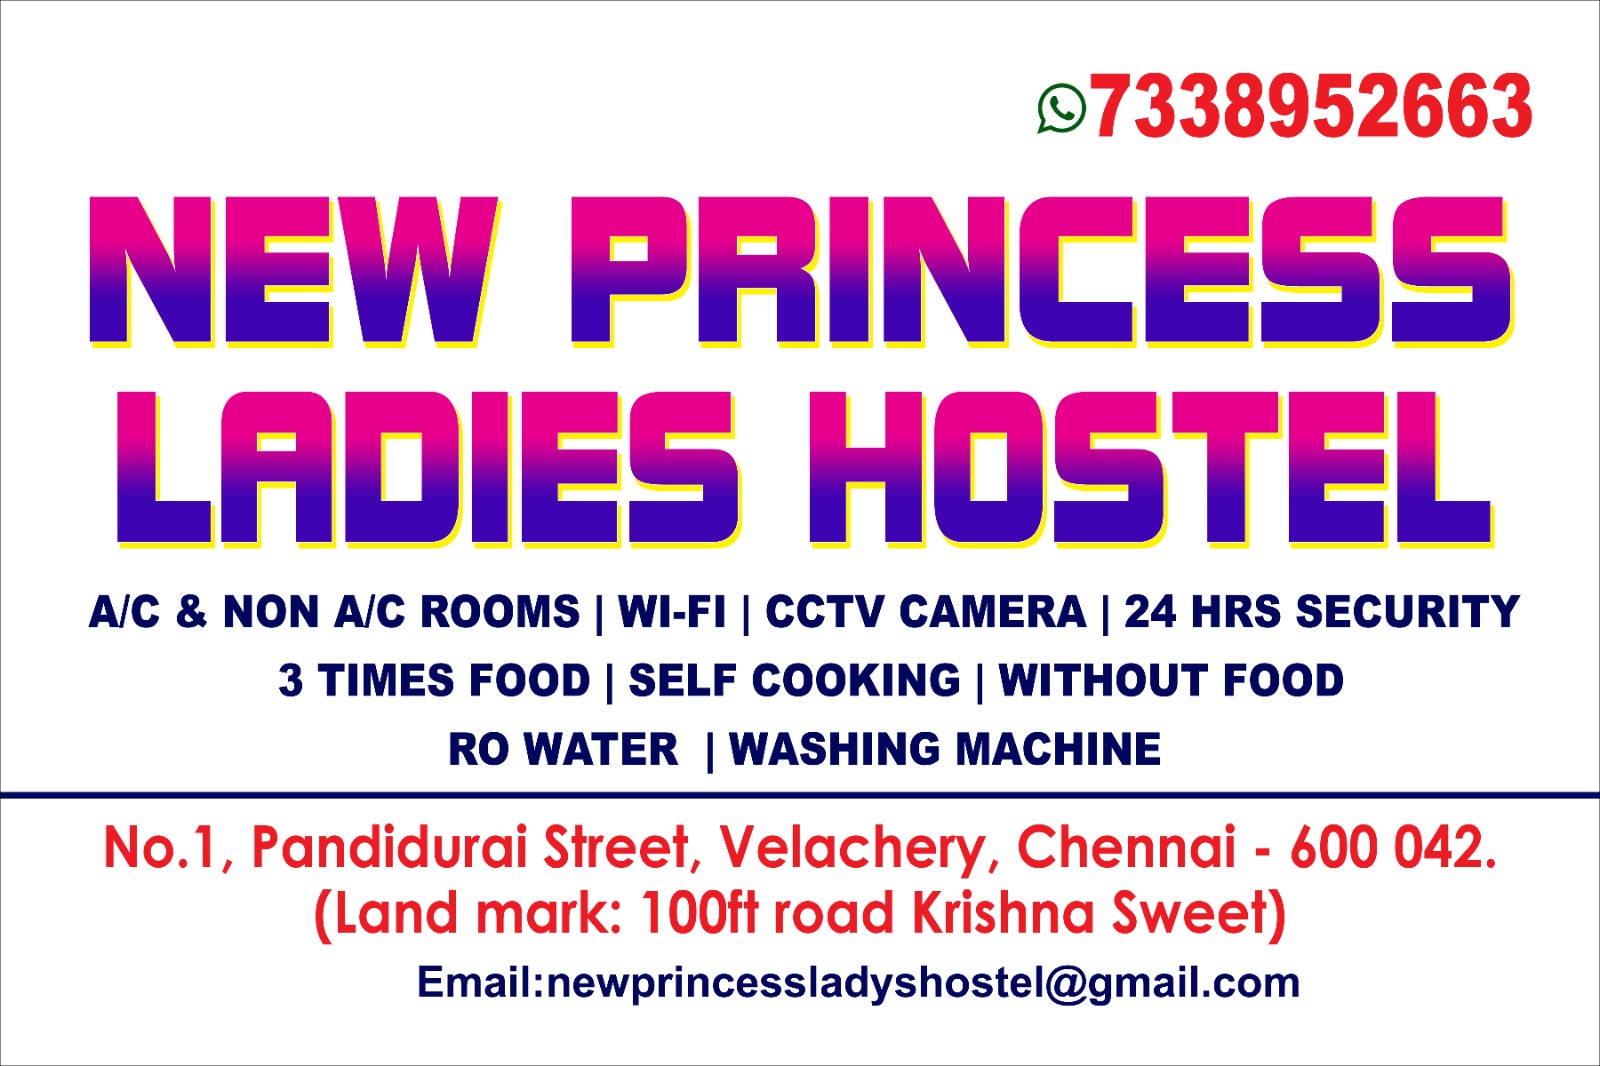 7338952663
NEW PRINCESS
LADIES HOSTEL
A/C & NON A/C ROOMS | WI-FI | CCTV CAMERA | 24 HRS SECURITY
3 TIMES FOOD | SELF COOKING | WITHOUT FOOD
RO WATER | WASHING MACHINE
No.1, Pandidurai Street, Velachery, Chennai - 600 042.
(Land mark: 100ft road Krishna Sweet)
Email:newprincessladyshostel@gmail.com